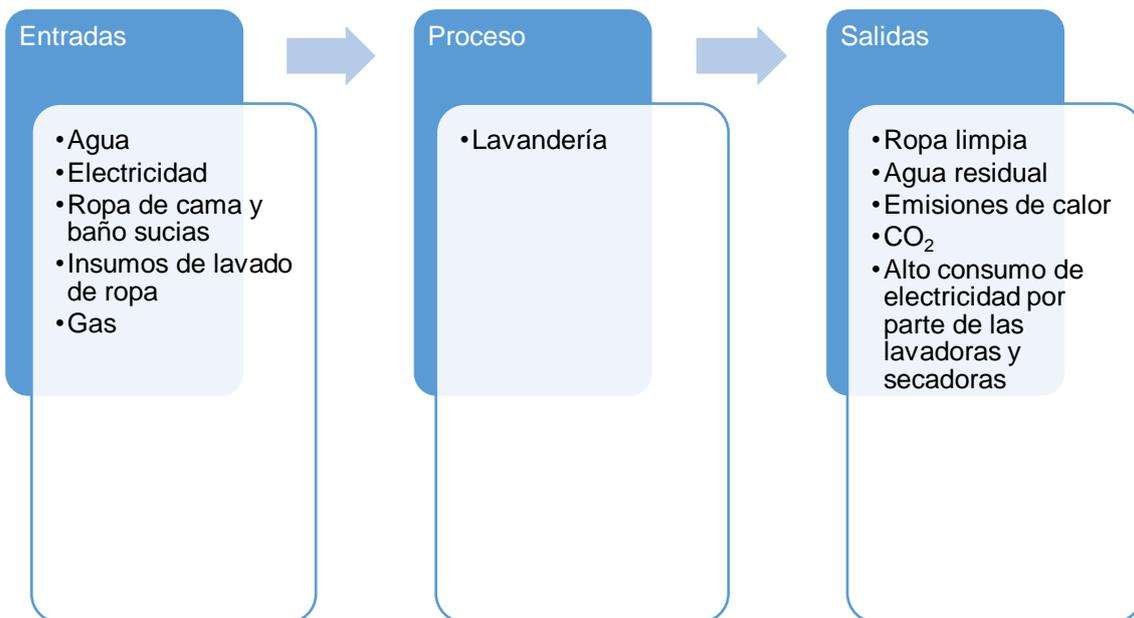 Entradas
•Agua
•Electricidad
•Ropa de cama y
baño sucias
•Insumos de lavado
de ropa
•Gas
Proceso
•Lavandería
Salidas
•Ropa limpia
•Agua residual
•Emisiones de calor
•CO₂
•Alto consumo de
electricidad por
parte de las
lavadoras y
secadoras